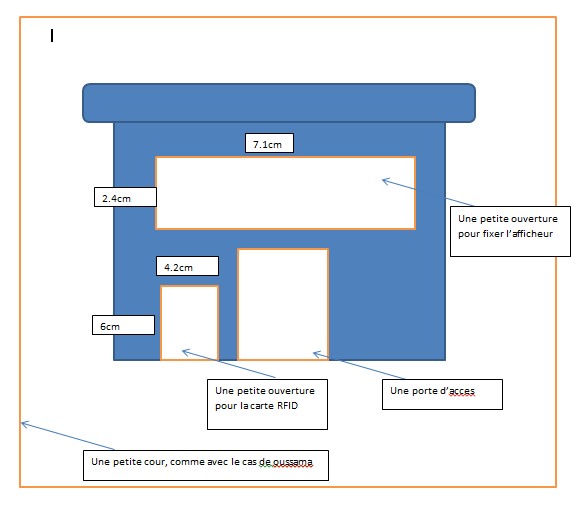 7.1cm
2.4cm
Une petite ouverture
pour fixer l'afficheur
4.2cm
6cm
Une petite ouverture
pour la carte RFID
Une porte d'acces
Une petite cour, comme avec le cas de oussama